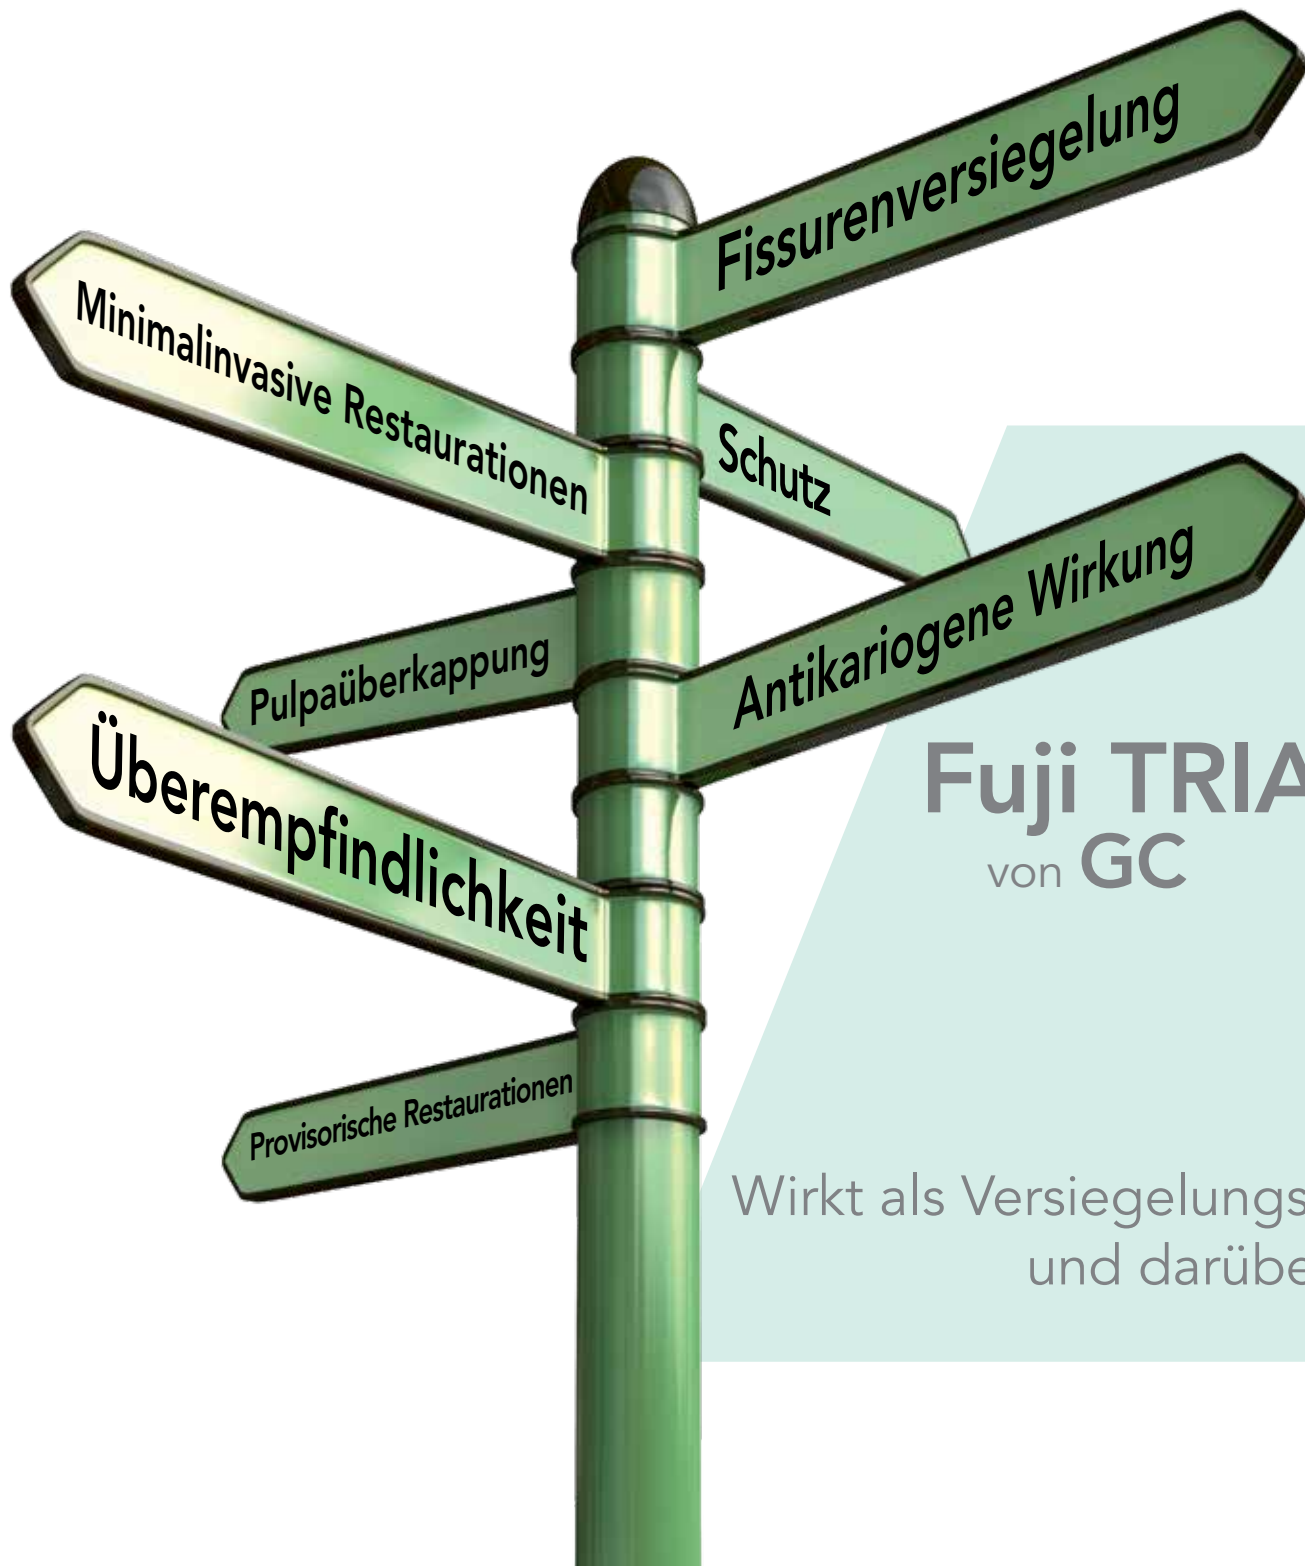 Fissurenversiegelung
Minimalinvasive Restaurationen
Schutz
Antikariogene Wirkung
Pulpaüberkappung
Überempfindlichkeit
Provisorische Restaurationen
Fuji TRIA
von GC
Wirkt als Versiegelungs
und darübe